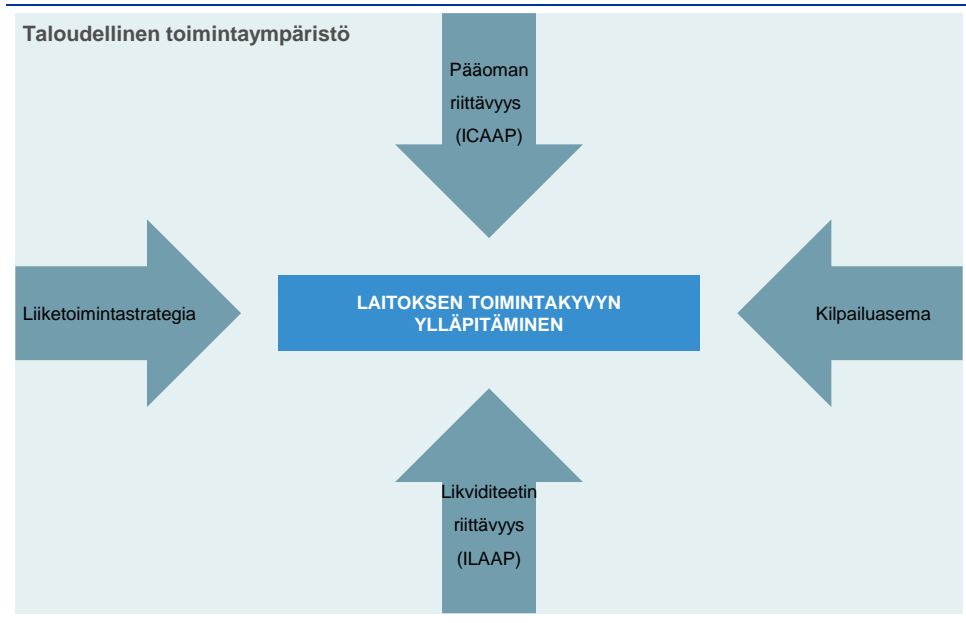 Taloudellinen toimintaympäristö
Pääoman
riittävyys
(ICAAP)
Liiketoimintastrategia
LAITOKSEN TOIMINTAKYVYN
YLLÄPITÄMINEN
Kilpailuasema
Likviditeetin
riittävyys
(ILAAP)